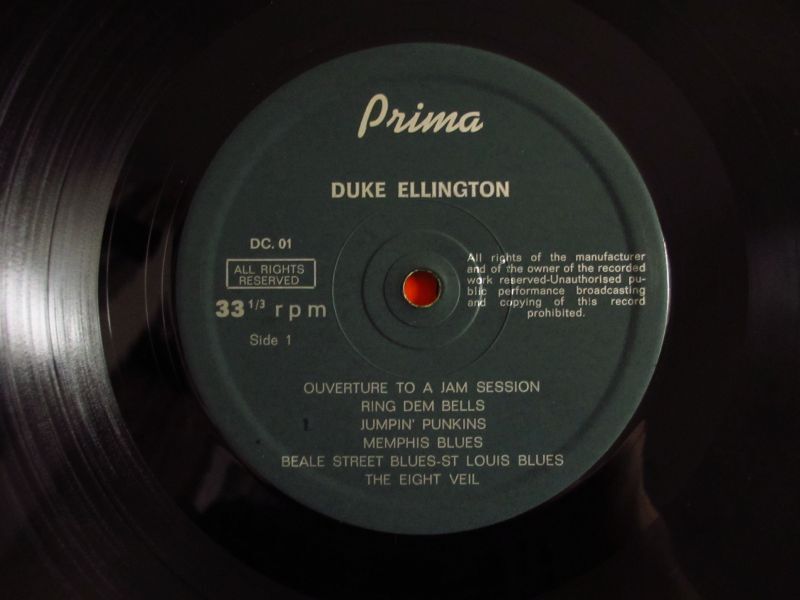 Prima
DUKE ELLINGTON
DC. 01
ALL RIGHTS
RESERVED
33 1/3 rpm
Side 1
All rights of the manufacturer
and of the owner of the recorded
work reserved-Unauthorised pu-
blic performance broadcasting
and copying of this record
prohibited.
OUVERTURE TO A JAM SESSION
RING DEM BELLS
JUMPIN' PUNKINS
MEMPHIS BLUES
BEALE STREET BLUES-ST LOUIS BLUES
THE EIGHT VEIL